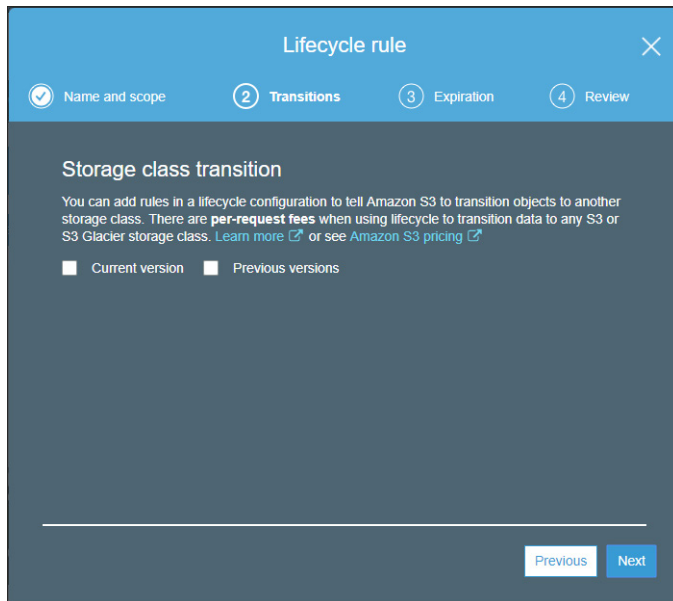 Lifecycle rule
Name and scope
2 Transitions
3 Expiration
4 Review
Storage class transition
You can add rules in a lifecycle configuration to tell Amazon S3 to transition objects to another
storage class. There are per-request fees when using lifecycle to transition data to any S3 or
S3 Glacier storage class. Learn more or see Amazon S3 pricing
Current version Previous versions
Previous Next